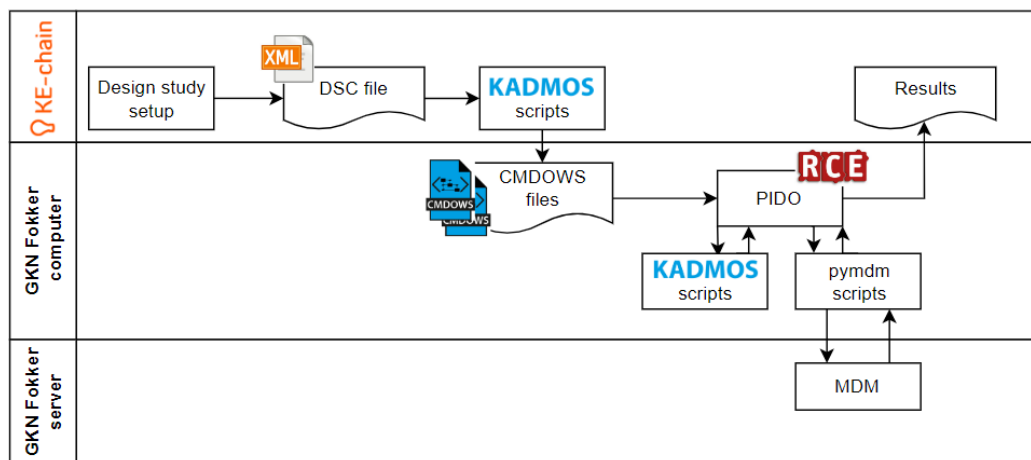 KE-chain
Design study
setup
XML
DSC file
KADMOS
scripts
Results
GKN Fokker
computer
CMDOWS
CMDOWS
CMDOWS
files
RCE
PIDO
KADMOS
scripts
pymdm
scripts
GKN Fokker
server
MDM